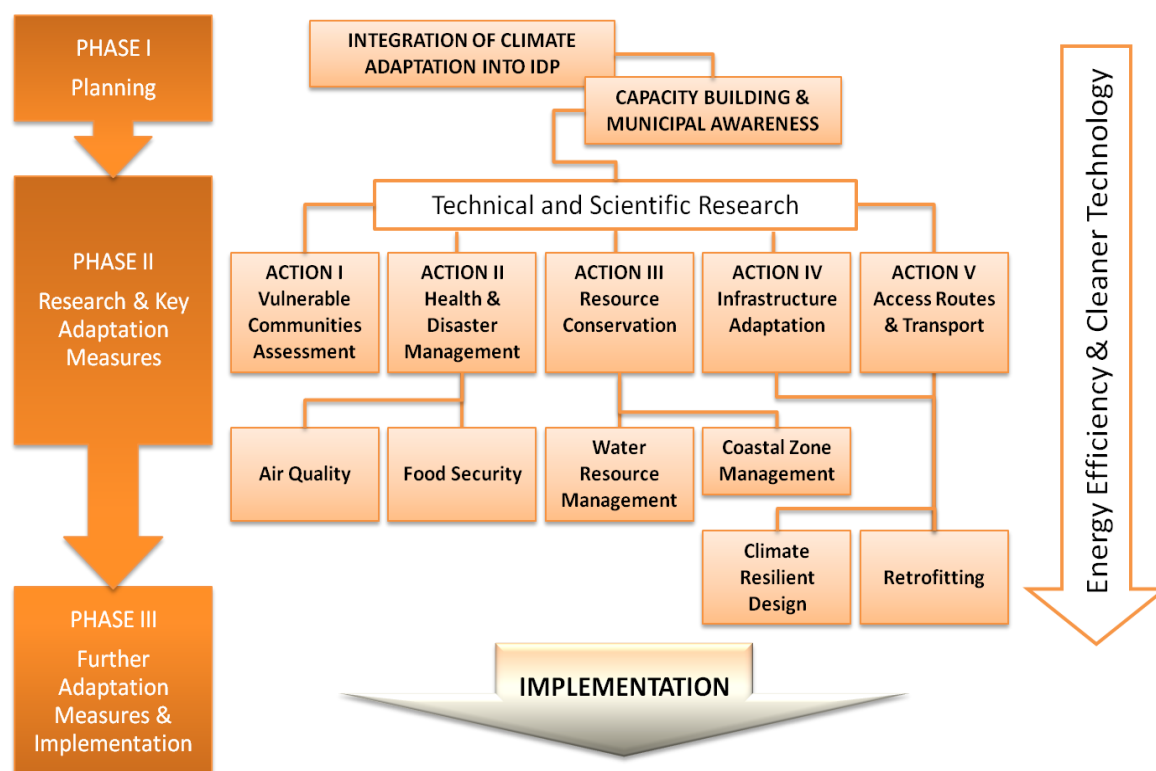 PHASE I
Planning
INTEGRATION OF CLIMATE
ADAPTATION INTO IDP
CAPACITY BUILDING &
MUNICIPAL AWARENESS
PHASE II
Research & Key
Adaptation
Measures
Technical and Scientific Research
ACTION I
Vulnerable
Communities
Assessment
ACTION II
Health &
Disaster
Management
ACTION III
Resource
Conservation
ACTION IV
Infrastructure
Adaptation
ACTION V
Access Routes
& Transport
Air Quality
Food Security
Water
Resource
Management
Coastal Zone
Management
Climate
Resilient
Design
Retrofitting
PHASE III
Further
Adaptation
Measures &
Implementation
IMPLEMENTATION
Energy Efficiency & Cleaner Technology